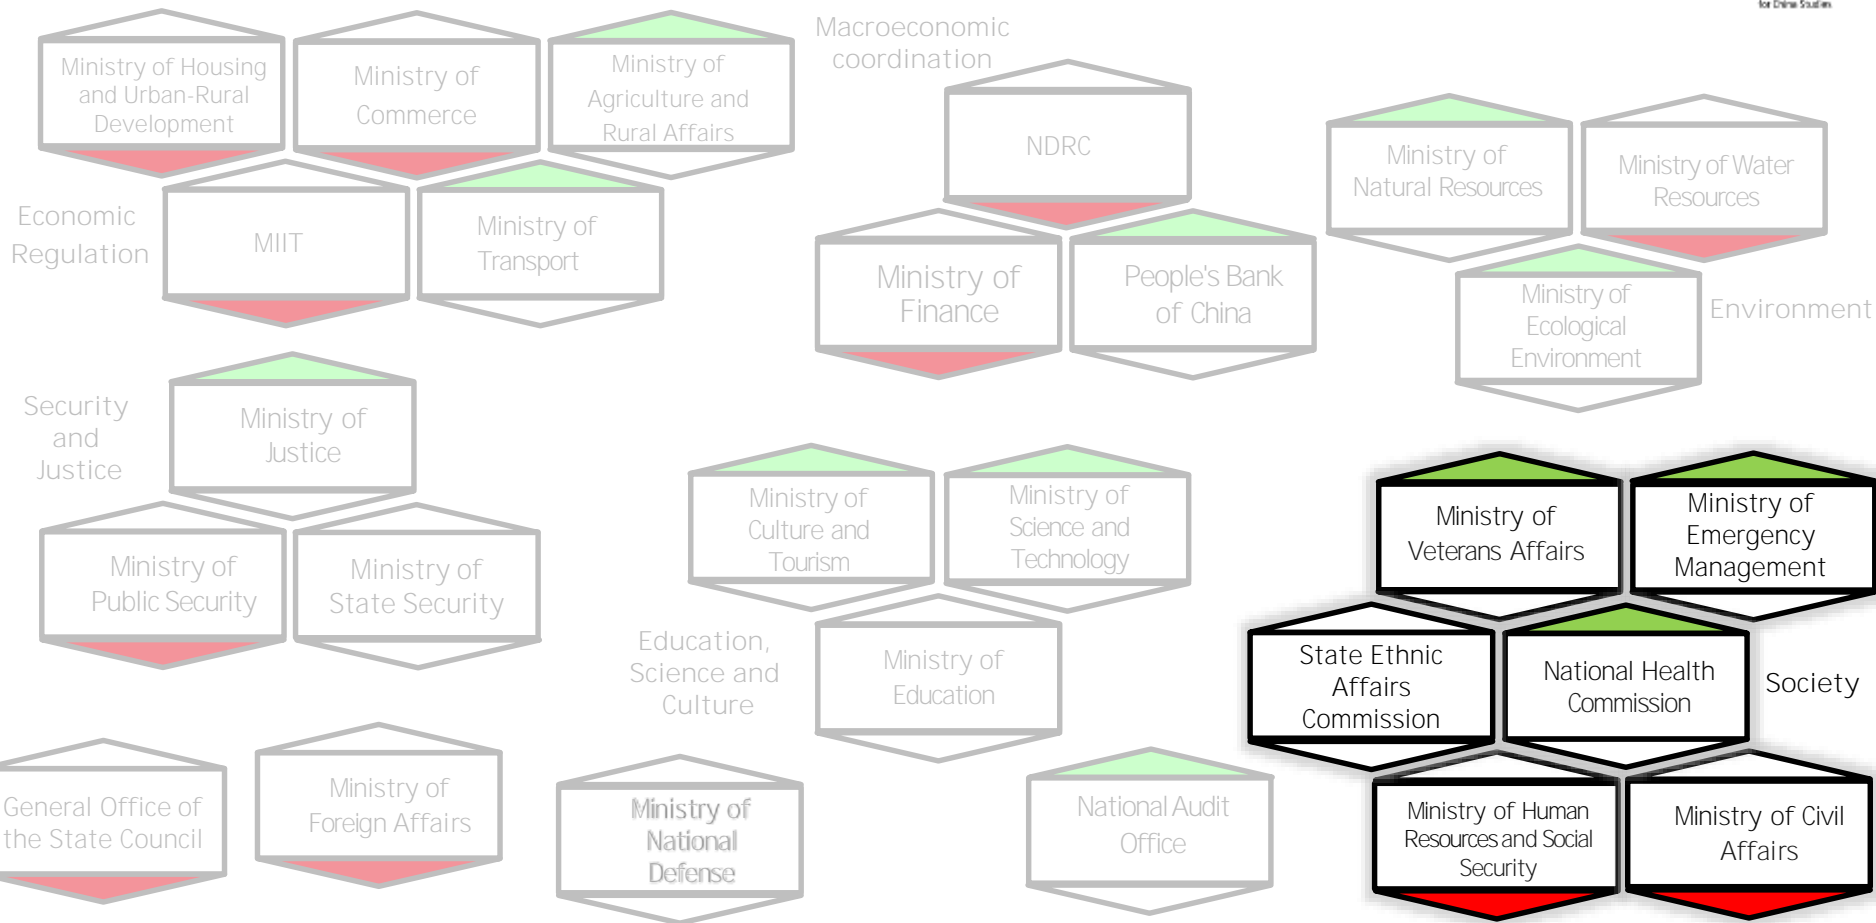 for China Studies
Ministry of Housing
and Urban-Rural
Development
Ministry of
Commerce
Ministry of
Agriculture and
Rural Affairs
Macroeconomic
coordination
NDRC
Ministry of
Natural Resources
Ministry of Water
Resources
Economic
Regulation
MIIT
Ministry of
Transport
Ministry of
Finance
People's Bank
of China
Ministry of
Ecological
Environment
Environment
Security
and
Justice
Ministry of
Justice
Ministry of
Public Security
Ministry of
State Security
Ministry of
Culture and
Tourism
Ministry of
Science and
Technology
Education,
Science and
Culture
Ministry of
Education
Ministry of
Veterans Affairs
Ministry of
Emergency
Management
State Ethnic
Affairs
Commission
National Health
Commission
Society
General Office of
the State Council
Ministry of
Foreign Affairs
Ministry of
National
Defense
National Audit
Office
Ministry of Human
Resources and Social
Security
Ministry of Civil
Affairs